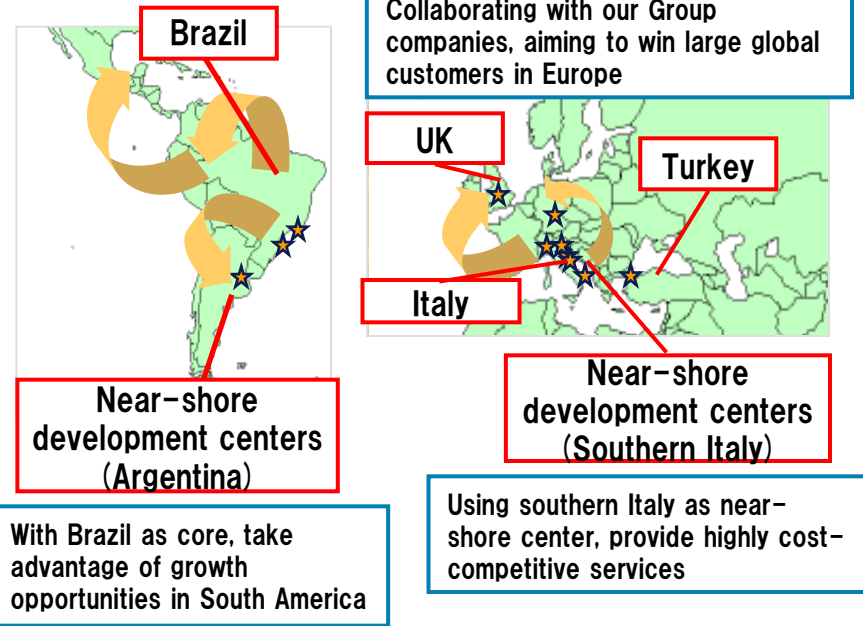 Brazil
Collaborating with our Group
companies, aiming to win large global
customers in Europe
UK
Turkey
Italy
Near-shore
development centers
(Argentina)
Near-shore
development centers
(Southern Italy)
With Brazil as core, take
advantage of growth
opportunities in South America
Using southern Italy as near-
shore center, provide highly cost-
competitive services